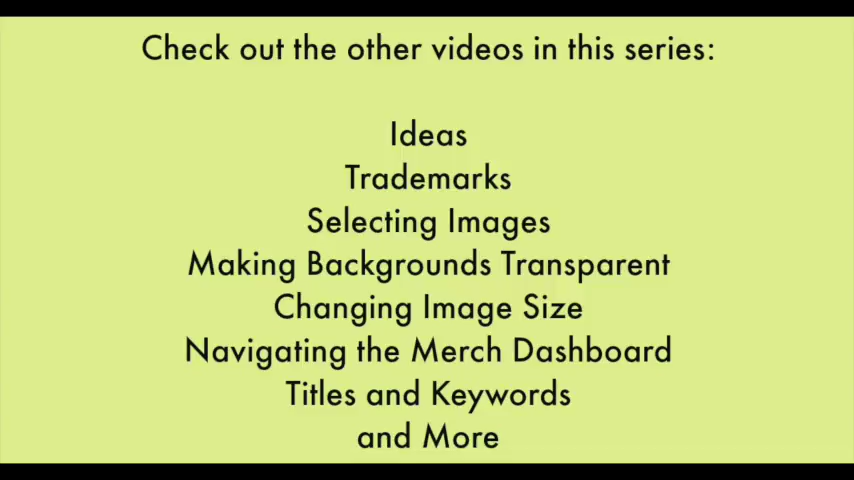 Check out the other videos in this series:
Ideas
Trademarks
Selecting Images
Making Backgrounds Transparent
Changing Image Size
Navigating the Merch Dashboard
Titles and Keywords
and More